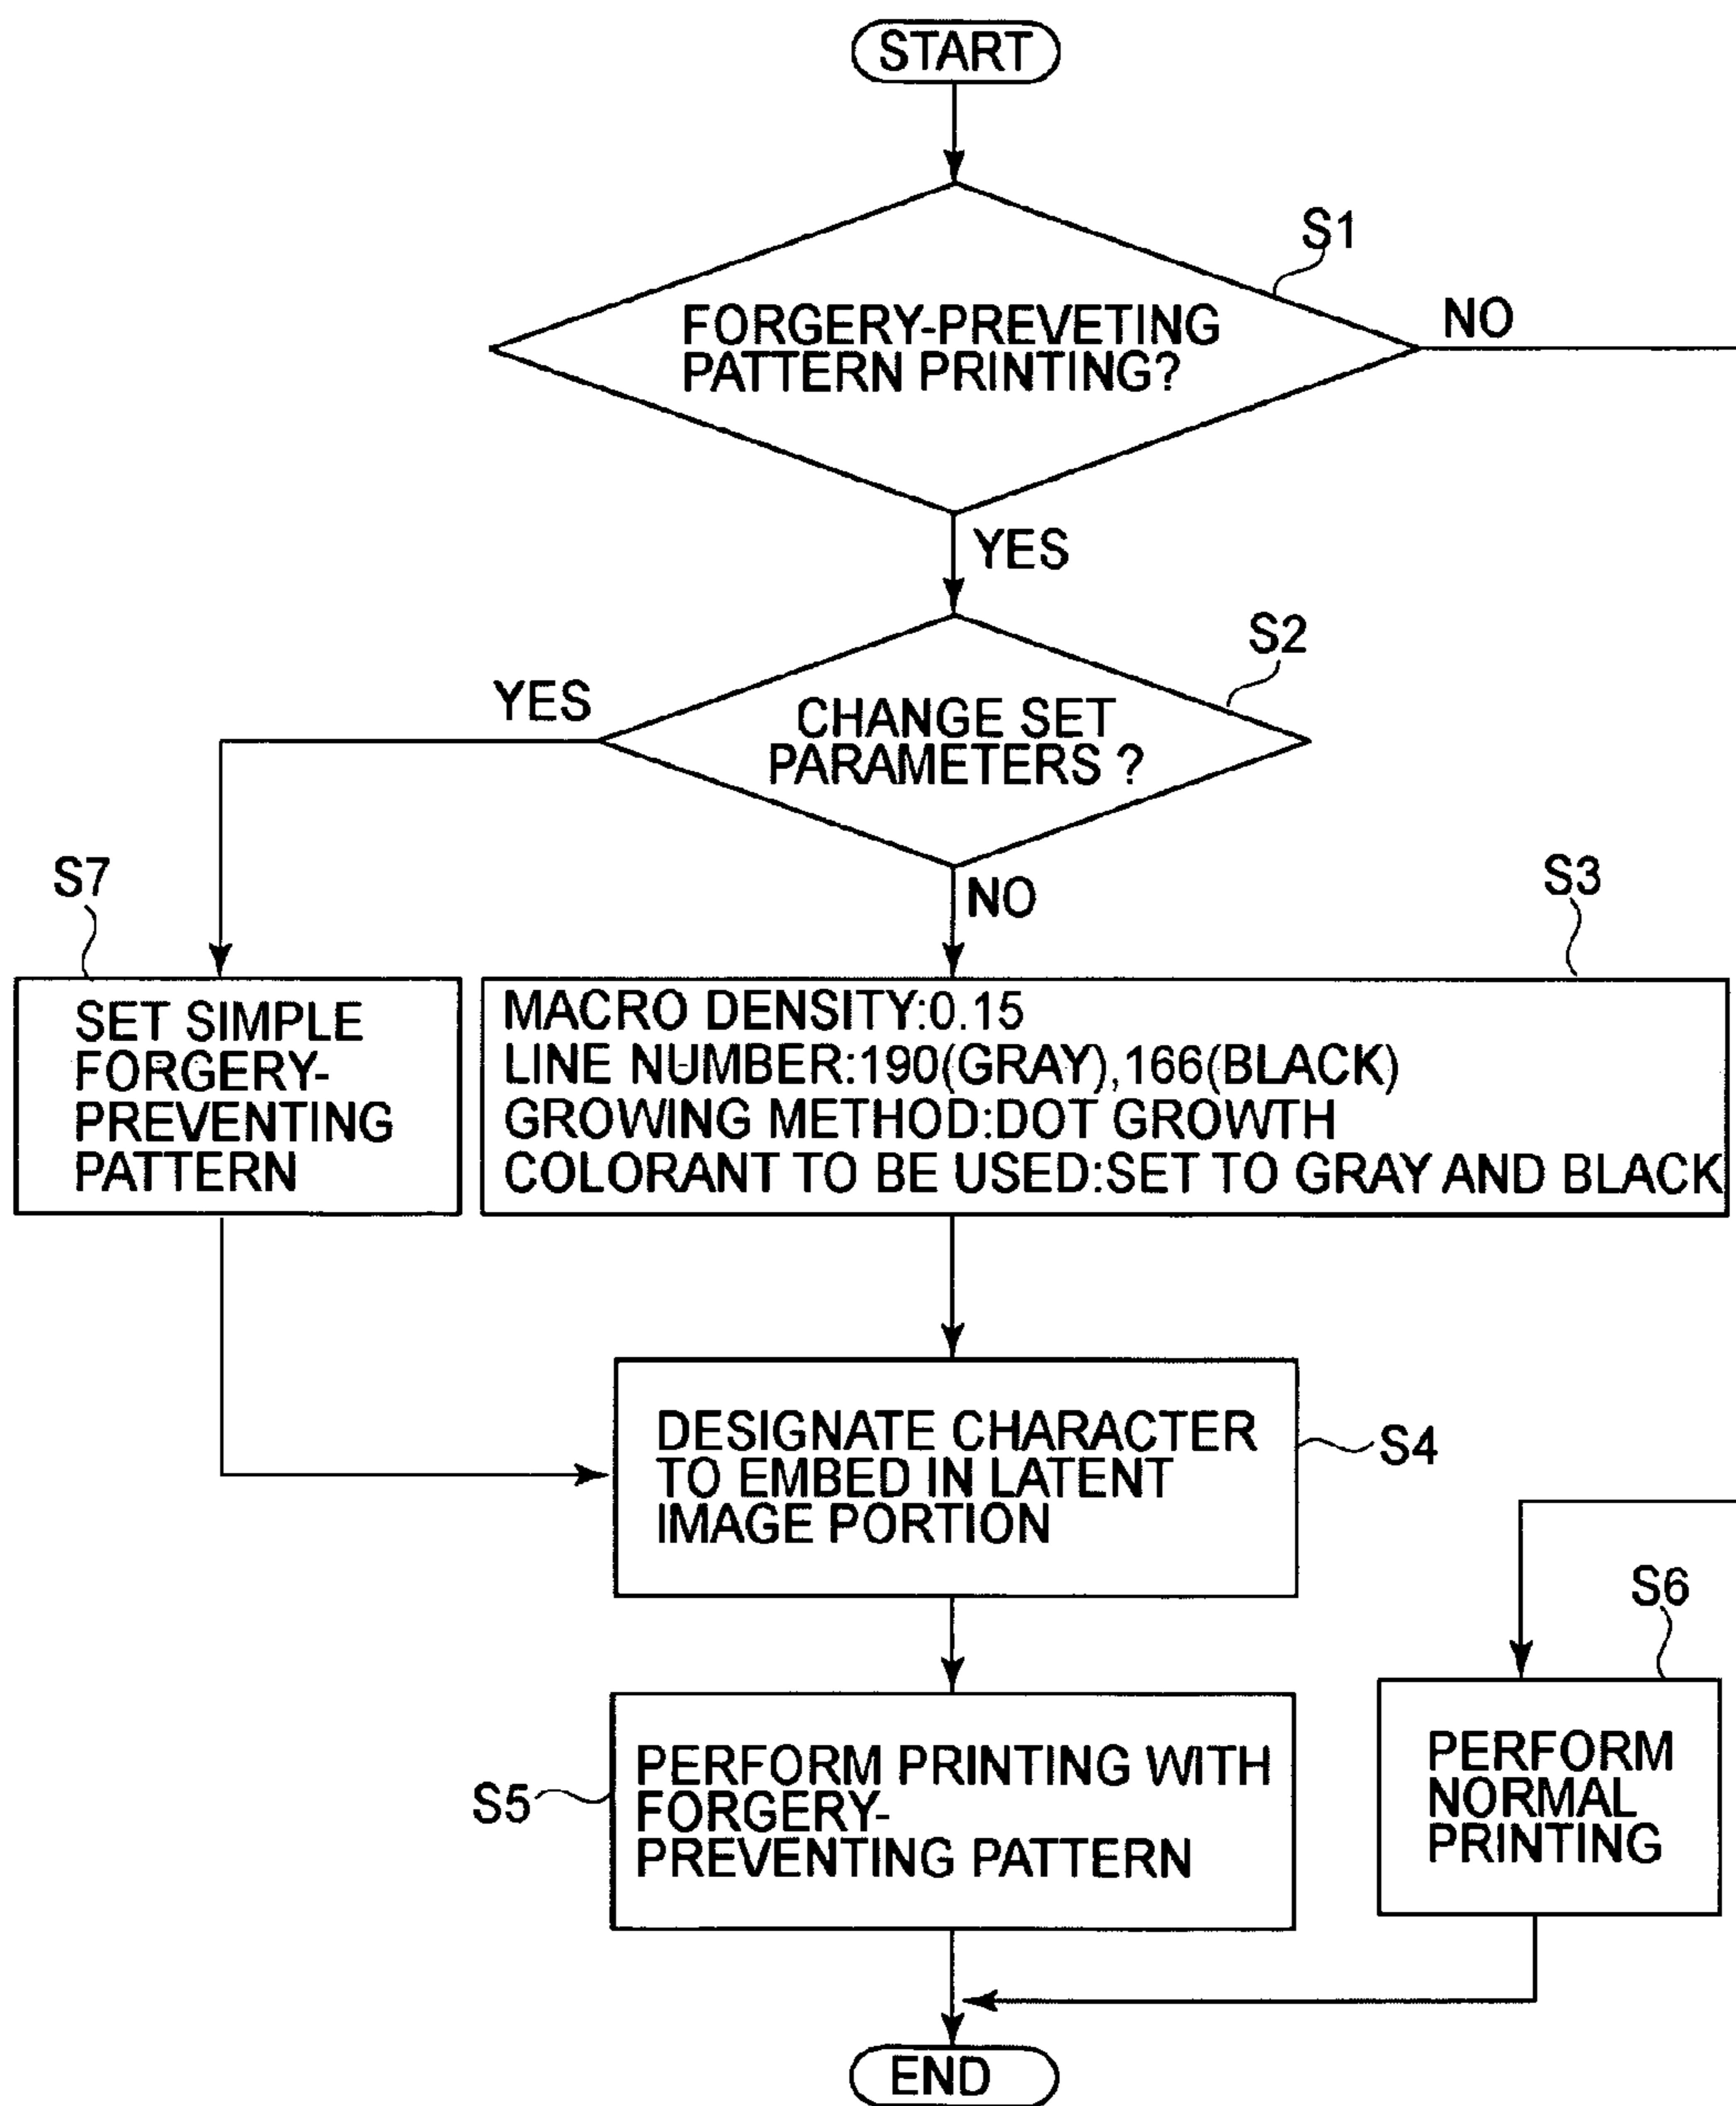 START
S1
FORGERY-PREVETING
PATTERN PRINTING?
NO
YES
S2
YES
CHANGE SET
PARAMETERS ?
S7
NO
S3
SET SIMPLE
FORGERY-
PREVENTING
PATTERN
MACRO DENSITY:0.15
LINE NUMBER:190(GRAY),166(BLACK)
GROWING METHOD:DOT GROWTH
COLORANT TO BE USED:SET TO GRAY AND BLACK
DESIGNATE CHARACTER
TO EMBED IN LATENT
IMAGE PORTION
S4
S6
PERFORM PRINTING WITH
FORGERY-
PREVENTING PATTERN
S5
PERFORM
NORMAL
PRINTING
END